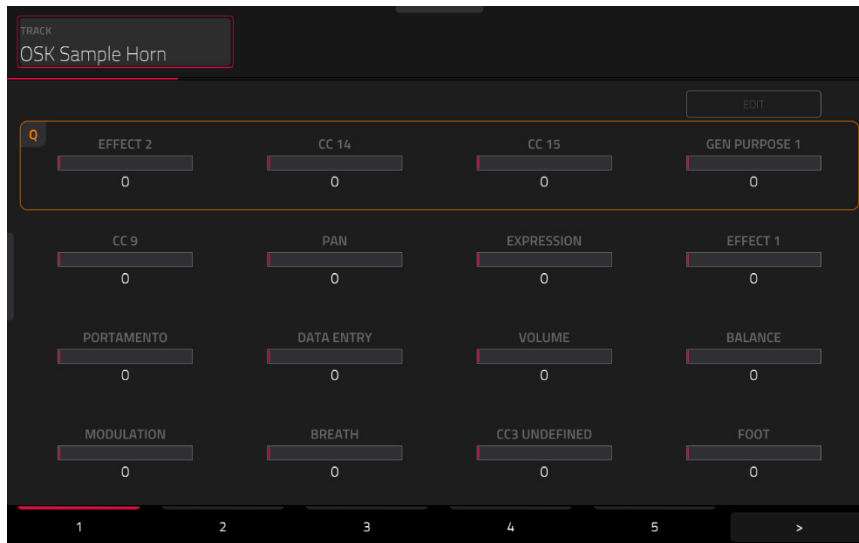 TRACK
OSK Sample Horn
EDIT
Q
EFFECT 2 CC 14 CC 15 GEN PURPOSE 1
0 0 0 0
CC 9 PAN EXPRESSION EFFECT 1
0 0 0 0
PORTAMENTO DATA ENTRY VOLUME BALANCE
0 0 0 0
MODULATION BREATH CC3 UNDEFINED FOOT
0 0 0 0
1 2 3 4 5 >